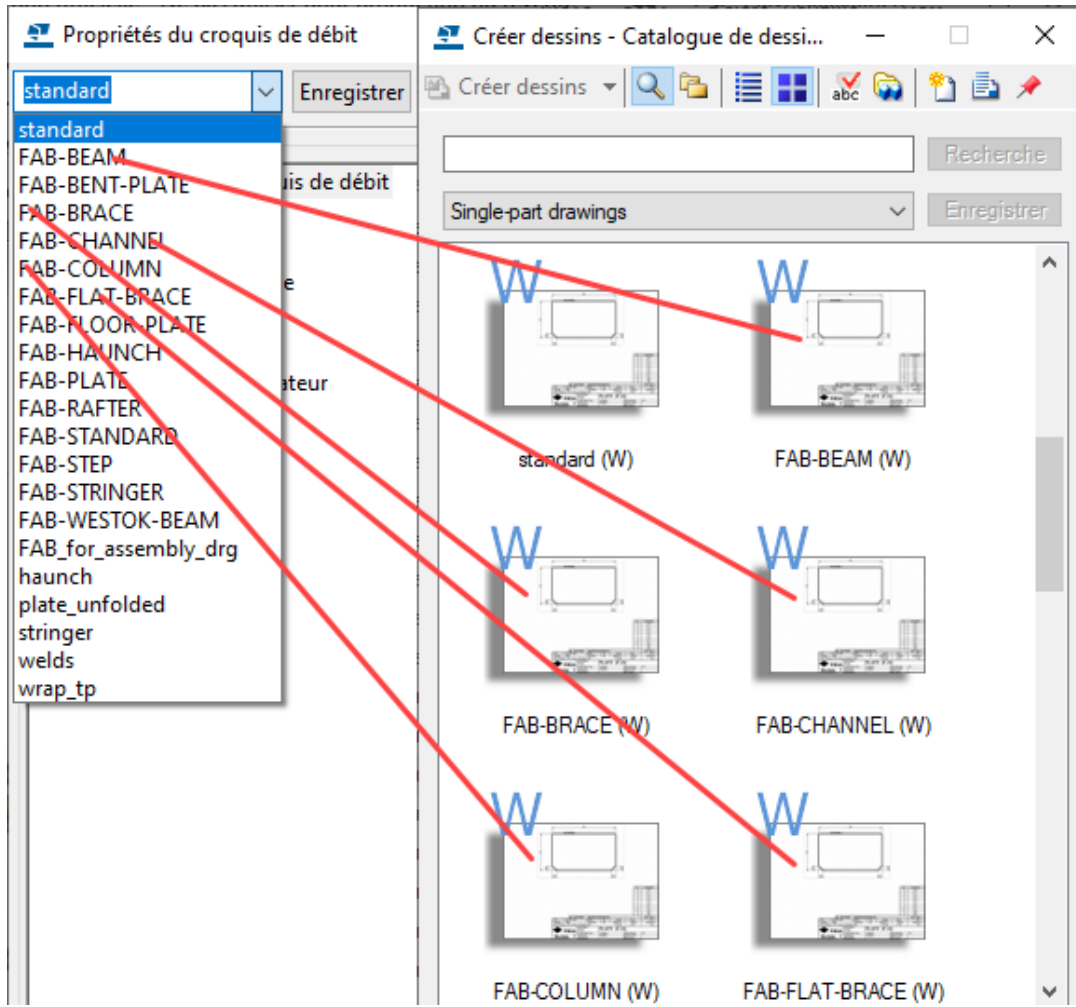 Propriétés du croquis de débit
standard
Enregistrer
standard
FAB-BEAM
FAB-BENT-PLATE
FAB-BRACE
FAB-CHANNEL
FAB-COLUMN
FAB-FLAT-BRACE
FAB-FLOOR-PLATE
FAB-HAUNCH
FAB-PLATE
FAB-RAFTER
FAB-STANDARD
FAB-STEP
FAB-STRINGER
FAB-WESTOK-BEAM
FAB_for_assembly_drg
haunch
plate_unfolded
stringer
welds
wrap_tp
uis de débit
e
ateur
Créer dessins - Catalogue de dessi...
Créer dessins
abc
Recherche
Single-part drawings
Enregistrer
W
W
standard (W)
FAB-BEAM (W)
W
W
FAB-BRACE (W)
FAB-CHANNEL (W)
W
W
FAB-COLUMN (W)
FAB-FLAT-BRACE (W)